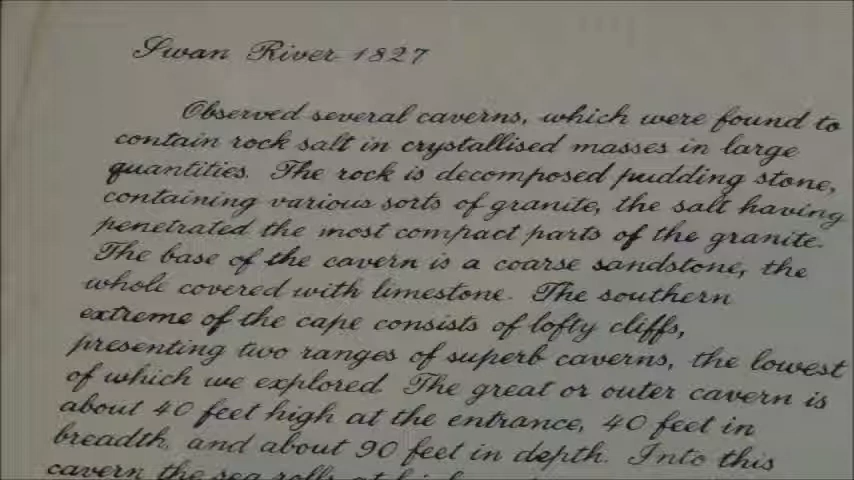 Swan River 1827
Observed several caverns, which were found to
contain rock salt in crystallised masses in large
quantities. The rock is decomposed pudding stone,
containing various sorts of granite, the salt having
penetrated the most compact parts of the granite.
The base of the cavern is a coarse sandstone, the
whole covered with limestone. The southern
extreme of the cape consists of lofty cliffs,
presenting two ranges of superb caverns, the lowest
of which we explored. The great or outer cavern is
about 40 feet high at the entrance, 40 feet in
breadth, and about 90 feet in depth. Into this
cavern the sea rolls at